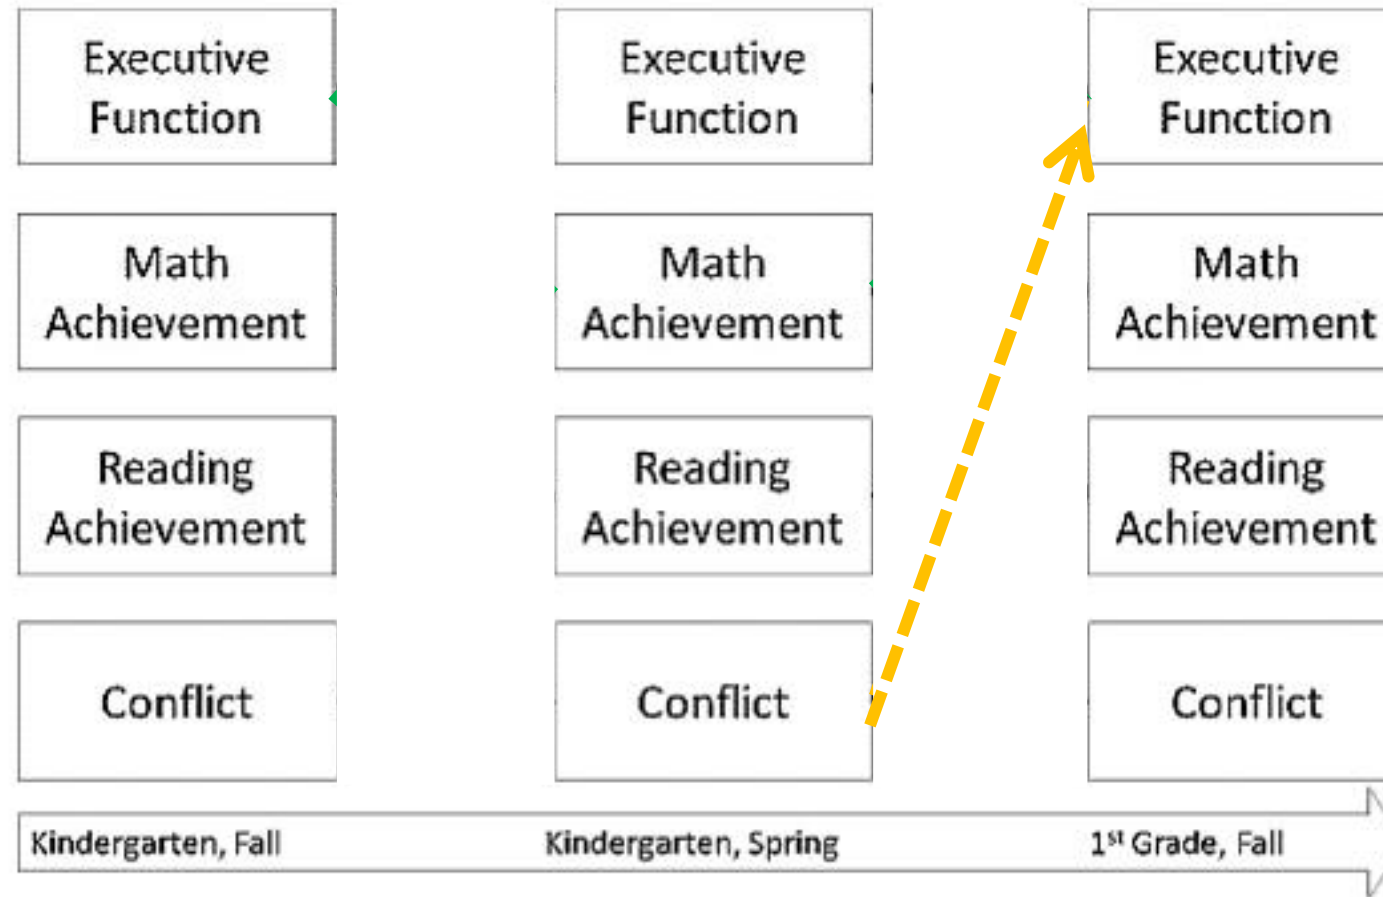 Executive
Function
Executive
Function
Executive
Function
Math
Achievement
Math
Achievement
Math
Achievement
Reading
Achievement
Reading
Achievement
Reading
Achievement
Conflict
Conflict
Conflict
Kindergarten, Fall
Kindergarten, Spring
1st Grade, Fall